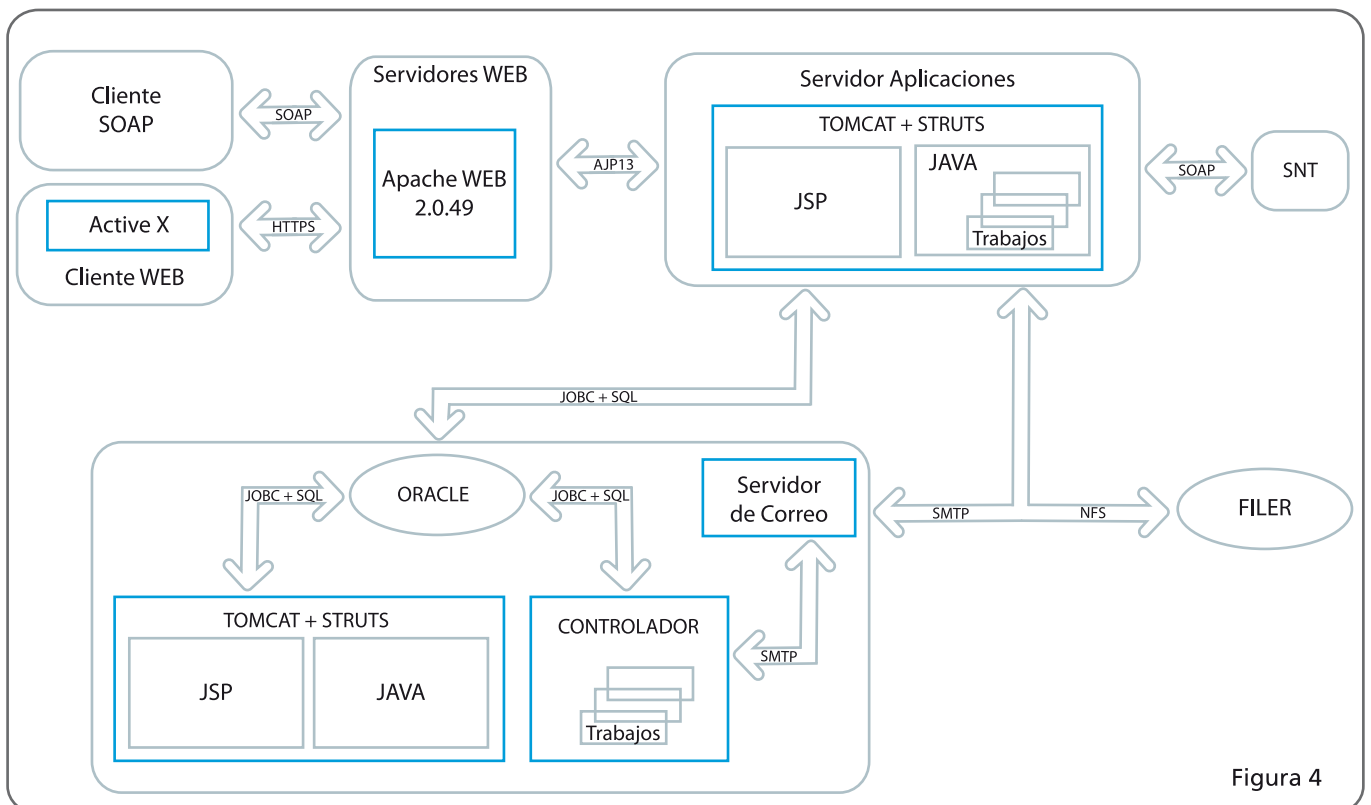 Cliente
SOAP
SOAP
Servidores WEB
Apache WEB
2.0.49
Active X
Cliente WEB
HTTPS
AJP13
Servidor Aplicaciones
TOMCAT + STRUTS
JSP
JAVA
Trabajos
SOAP
SNT
JOBC + SQL
ORACLE
JOBC + SQL
JOBC + SQL
Servidor
de Correo
SMTP
NFS
FILER
TOMCAT + STRUTS
JSP
JAVA
CONTROLADOR
Trabajos
SMTP
Figura 4